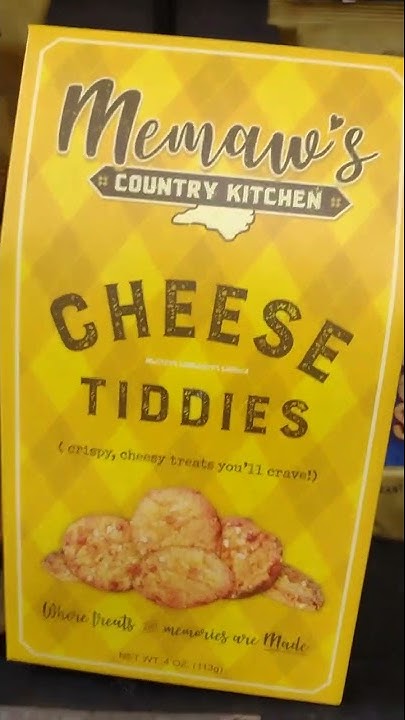 Memaw's
COUNTRY KITCHEN
CHEESE
TIDDIES
( crispy, cheesy treats you'll crave!)
Where treats
memories are Made
NET WT. 4 OZ. (113g)